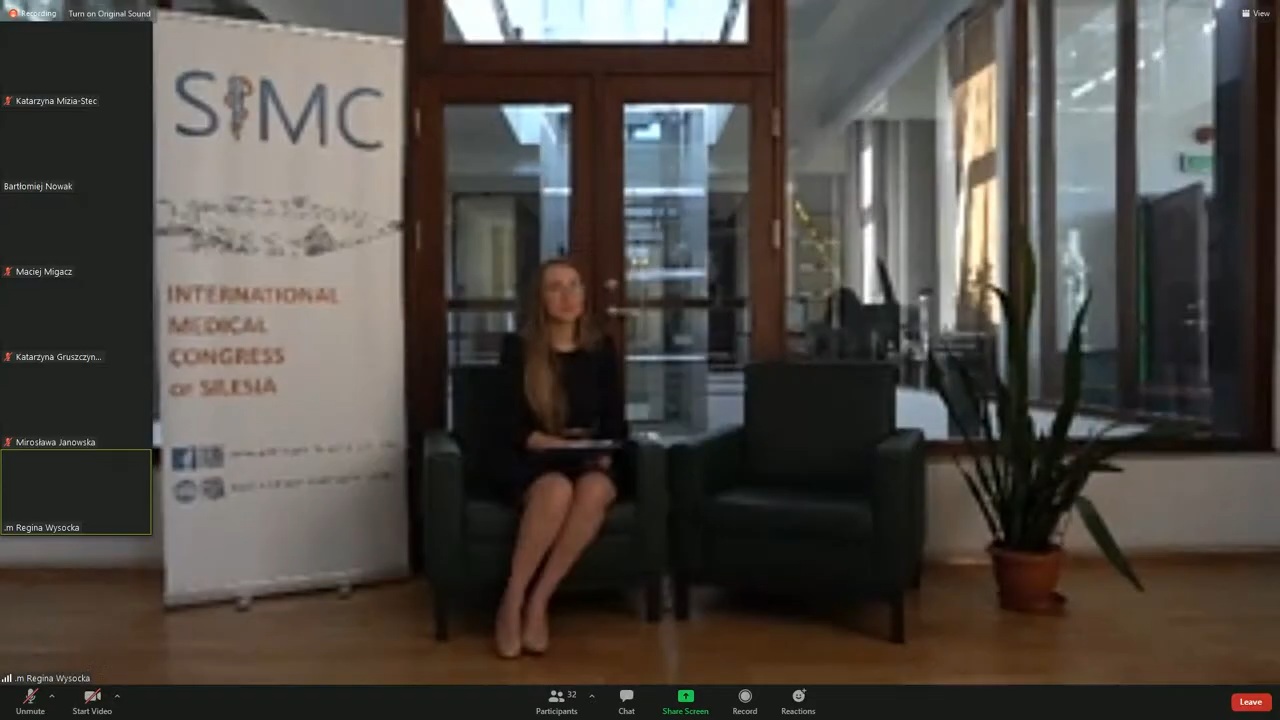 Recording
Turn on Original Sound
View
Katarzyna Mizia-Stec
Bartłomiej Nowak
Maciej Migacz
Katarzyna Gruszczyn...
Mirosława Janowska
.m Regina Wysocka
SIMC
INTERNATIONAL
MEDICAL
CONGRESS
OF SILESIA
.m Regina Wysocka
Unmute
Start Video
Participants
32
Chat
Share Screen
Record
Reactions
Leave